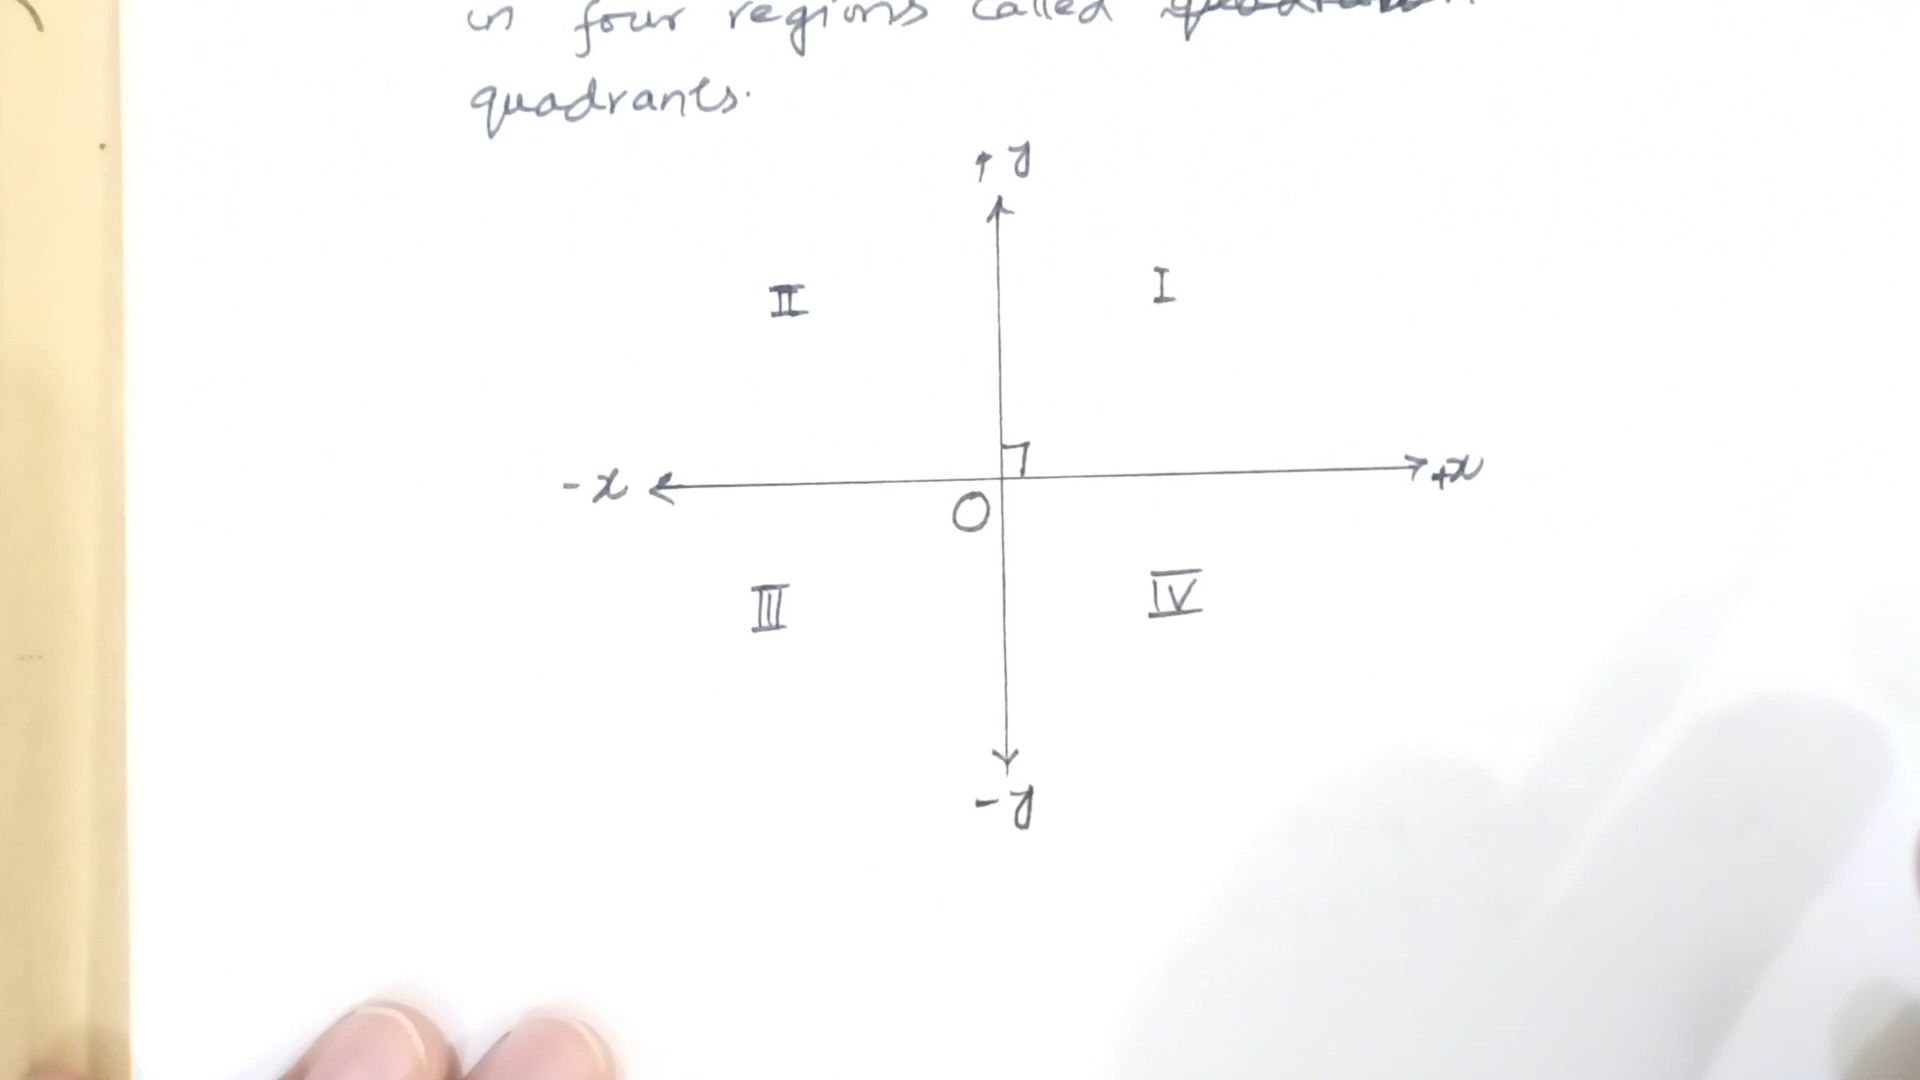 in four regions called
quadrants.
+y
II
I
-x
+x
O
III
IV
-y